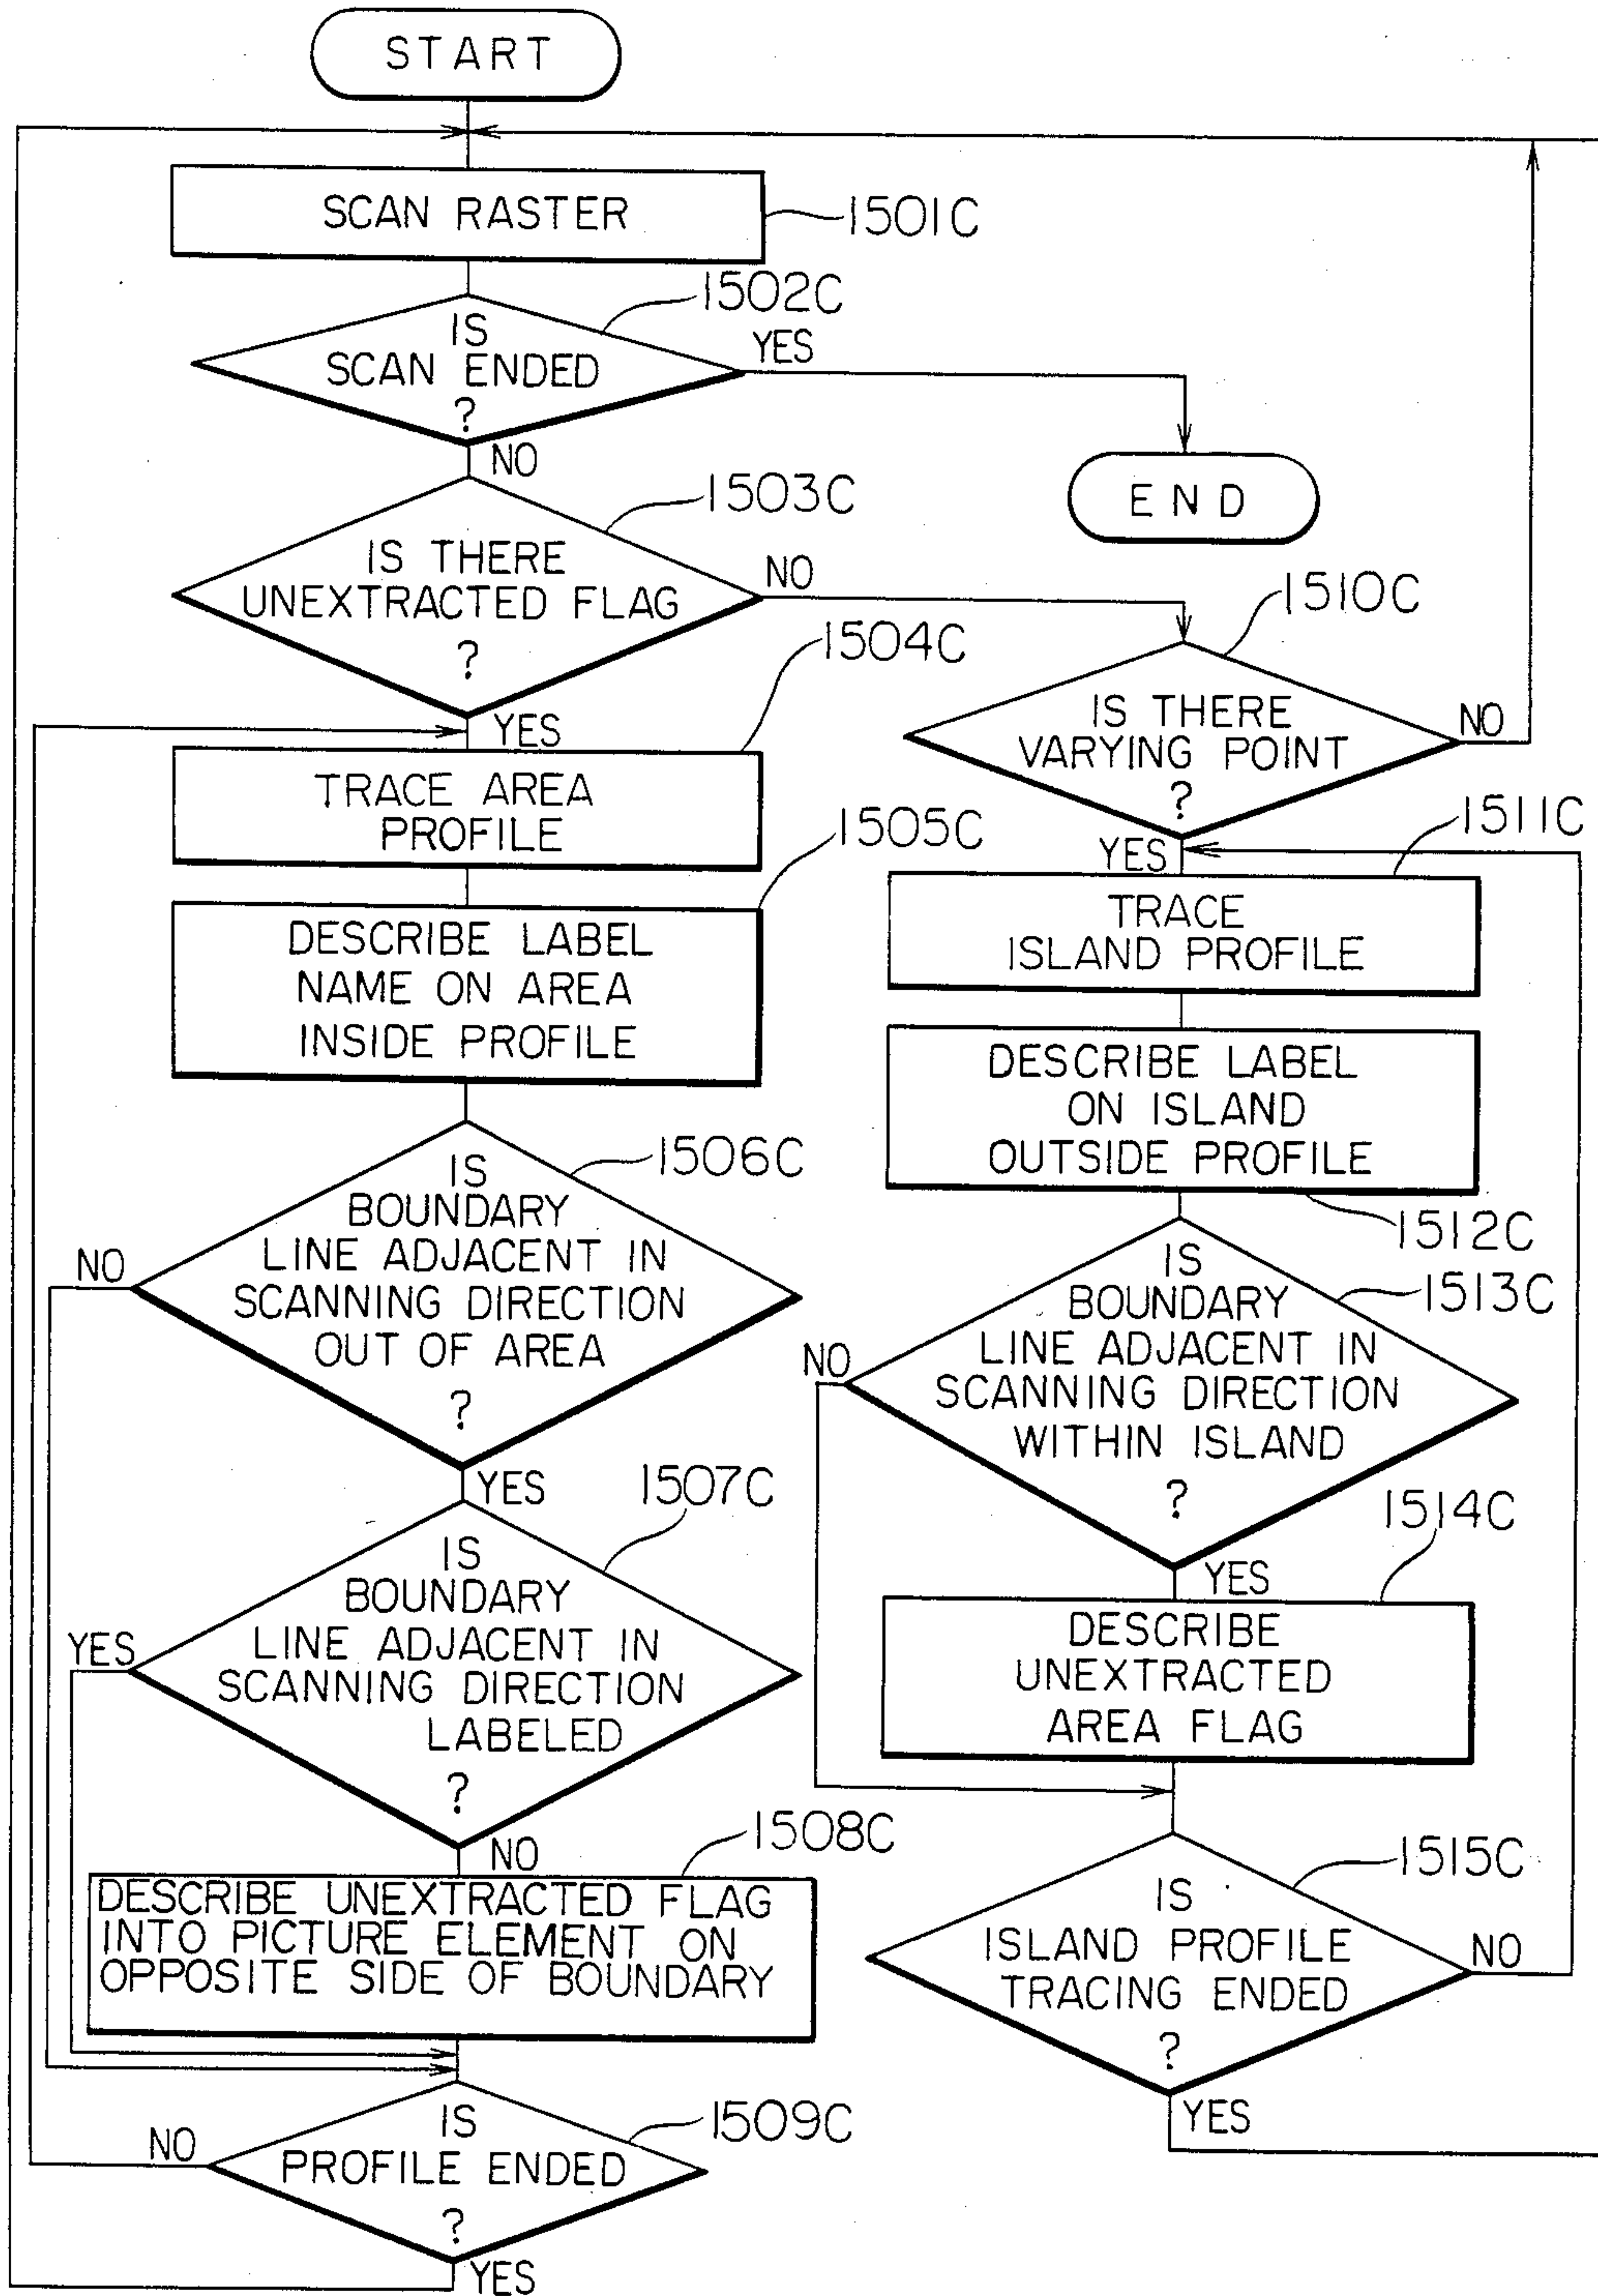 START
SCAN RASTER
1501C
1502C
IS
SCAN ENDED
?
YES
NO
END
1503C
IS THERE
UNEXTRACTED FLAG
?
NO
YES
1504C
TRACE AREA
PROFILE
1505C
DESCRIBE LABEL
NAME ON AREA
INSIDE PROFILE
1506C
IS
BOUNDARY
LINE ADJACENT IN
SCANNING DIRECTION
OUT OF AREA
?
NO
YES
1507C
IS
BOUNDARY
LINE ADJACENT IN
SCANNING DIRECTION
LABELED
?
YES
NO
1508C
DESCRIBE UNEXTRACTED FLAG
INTO PICTURE ELEMENT ON
OPPOSITE SIDE OF BOUNDARY
1509C
IS
PROFILE ENDED
?
NO
YES
1510C
IS THERE
VARYING POINT
?
NO
YES
1511C
TRACE
ISLAND PROFILE
DESCRIBE LABEL
ON ISLAND
OUTSIDE PROFILE
1512C
IS
BOUNDARY
LINE ADJACENT IN
SCANNING DIRECTION
WITHIN ISLAND
?
1513C
NO
YES
1514C
DESCRIBE
UNEXTRACTED
AREA FLAG
1515C
IS
ISLAND PROFILE
TRACING ENDED
?
NO
YES